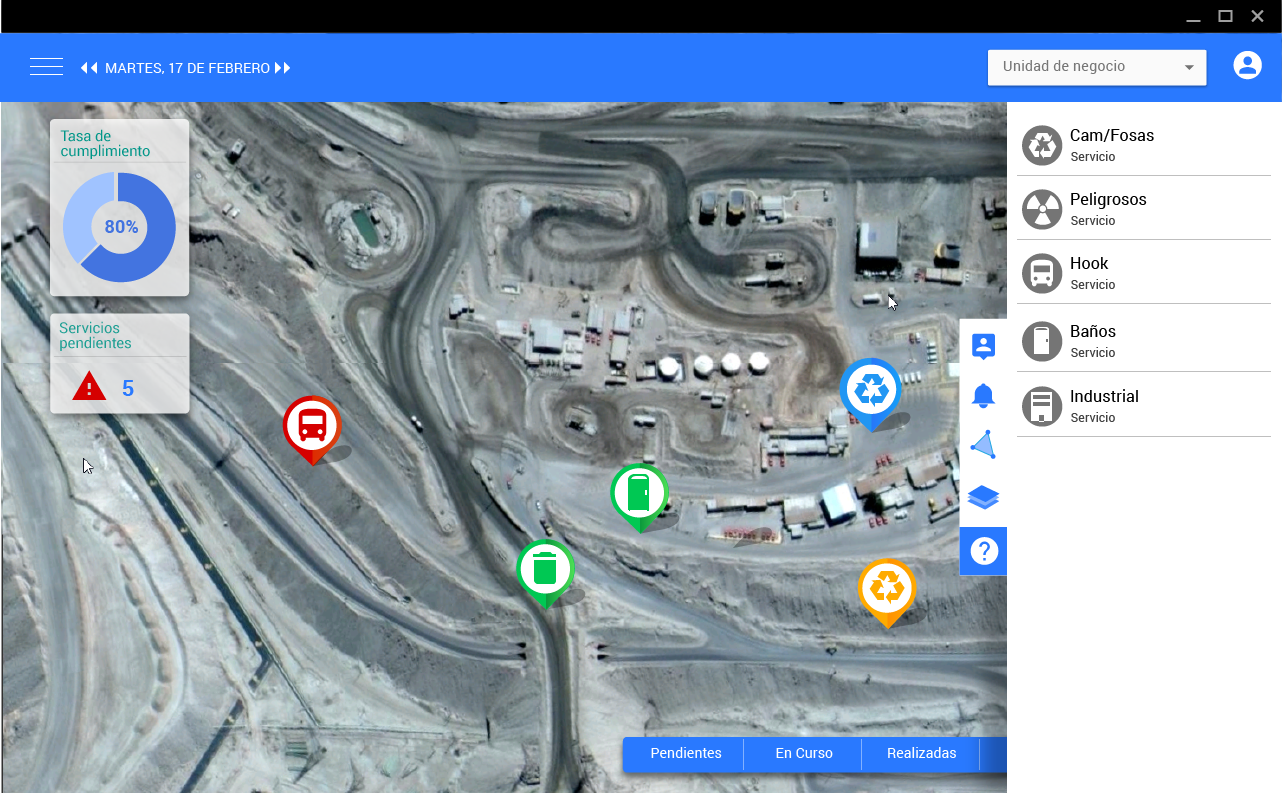 MARTES, 17 DE FEBRERO
Unidad de negocio
Tasa de
cumplimiento
80%
Servicios
pendientes
5
Cam/Fosas
Servicio
Peligrosos
Servicio
Hook
Servicio
Baños
Servicio
Industrial
Servicio
Pendientes
En Curso
Realizadas